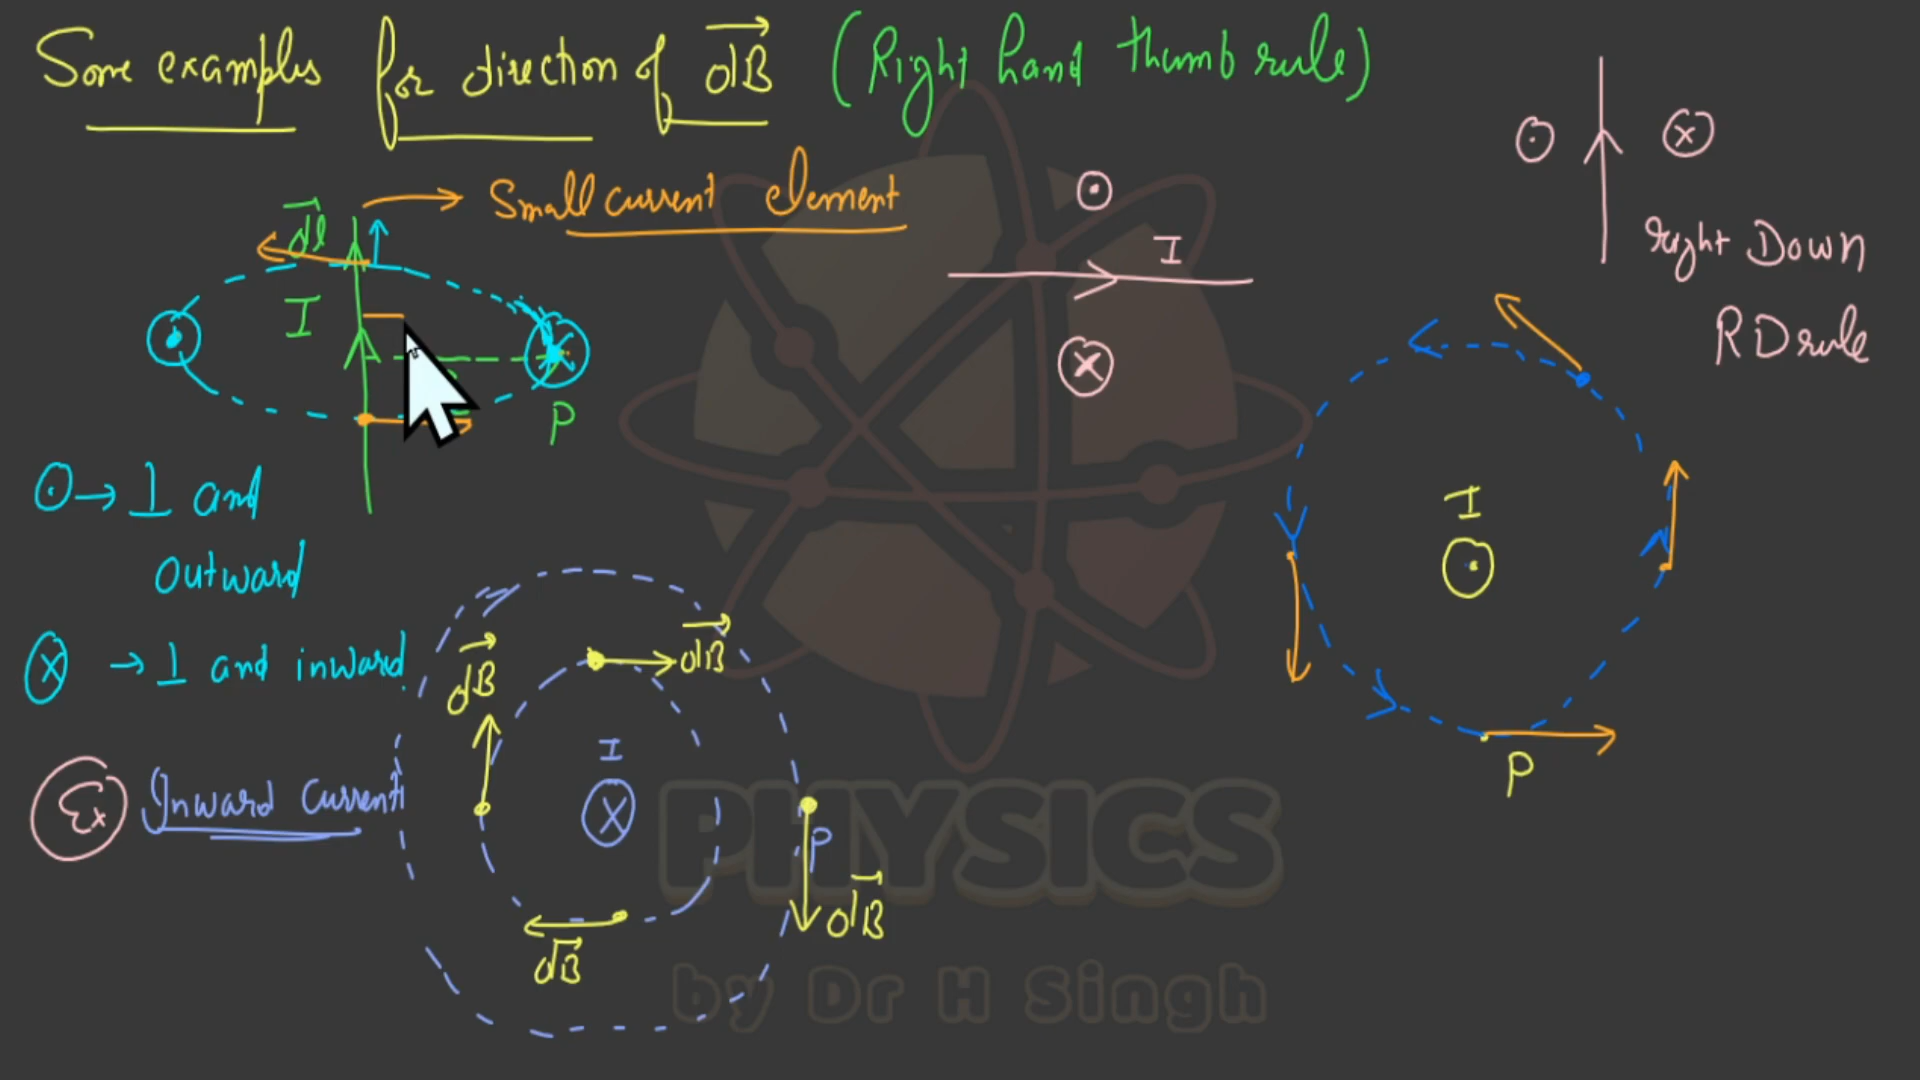 Some examples for direction of dB (Right hand thumb rule)
Small current element
dl
I
P
I
right Down
RD rule
⊙→ ⊥ and
outward
⊗ → ⊥ and inward
Ex Inward Current
dB
dB
I
P
dB
dB
I
P
PHYSICS
by Dr H Singh